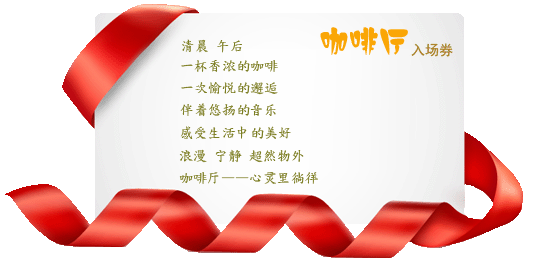 咖啡厅 入场券
清晨 午后
一杯香浓的咖啡
一次愉悦的邂逅
伴着悠扬的音乐
感受生活中的美好
浪漫 宁静 超然物外
咖啡厅——心灵里徜徉